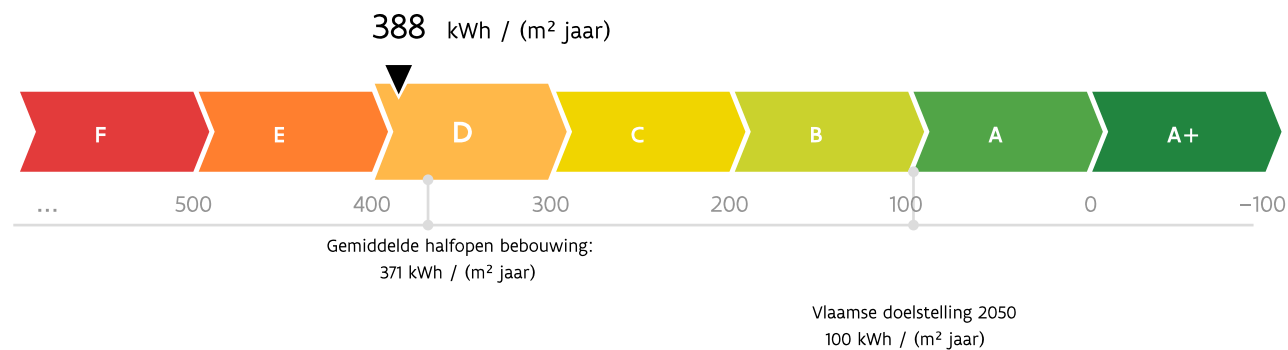 388 kWh / (m² jaar)
F E D C B A A+
... 500 400 300 200 100 0 −100
Gemiddelde halfopen bebouwing:
371 kWh / (m² jaar)
Vlaamse doelstelling 2050
100 kWh / (m² jaar)